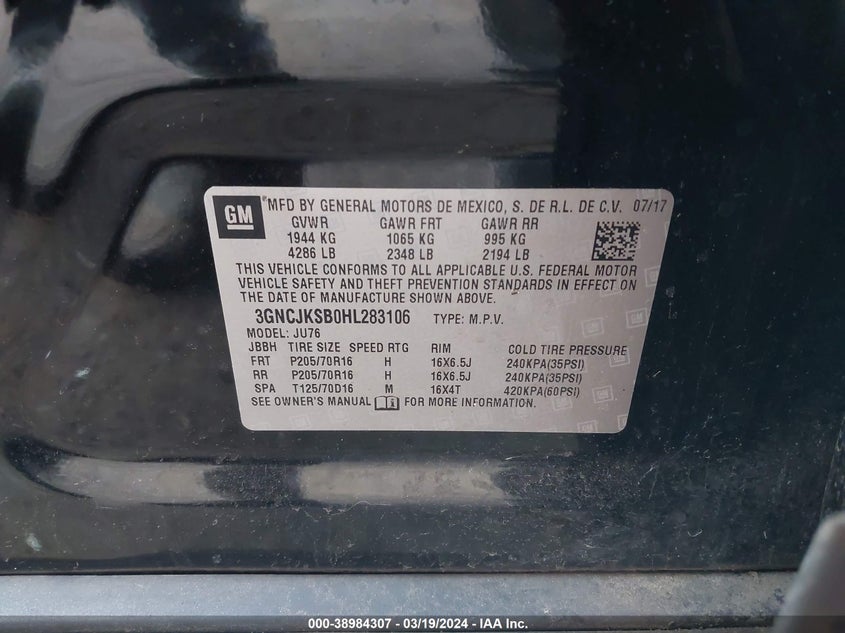 GM *MFD BY GENERAL MOTORS DE MEXICO, S. DE R.L. DE C.V. 07/17
GVWR GAWR FRT GAWR RR
1944 KG 1065 KG 995 KG
4286 LB 2348 LB 2194 LB
THIS VEHICLE CONFORMS TO ALL APPLICABLE U.S. FEDERAL MOTOR
VEHICLE SAFETY AND THEFT PREVENTION STANDARDS IN EFFECT ON
THE DATE OF MANUFACTURE SHOWN ABOVE.
3GNCJKSB0HL283106 TYPE: M.P.V.
MODEL: JU76
JBBH TIRE SIZE SPEED RTG RIM COLD TIRE PRESSURE
FRT P205/70R16 H 16X6.5J 240KPA(35PSI)
RR P205/70R16 H 16X6.5J 240KPA(35PSI)
SPA T125/70D16 M 16X4T 420KPA(60PSI)
SEE OWNER'S MANUAL FOR MORE INFORMATION.
000-38984307 / 03/19/2024 - IAA Inc.